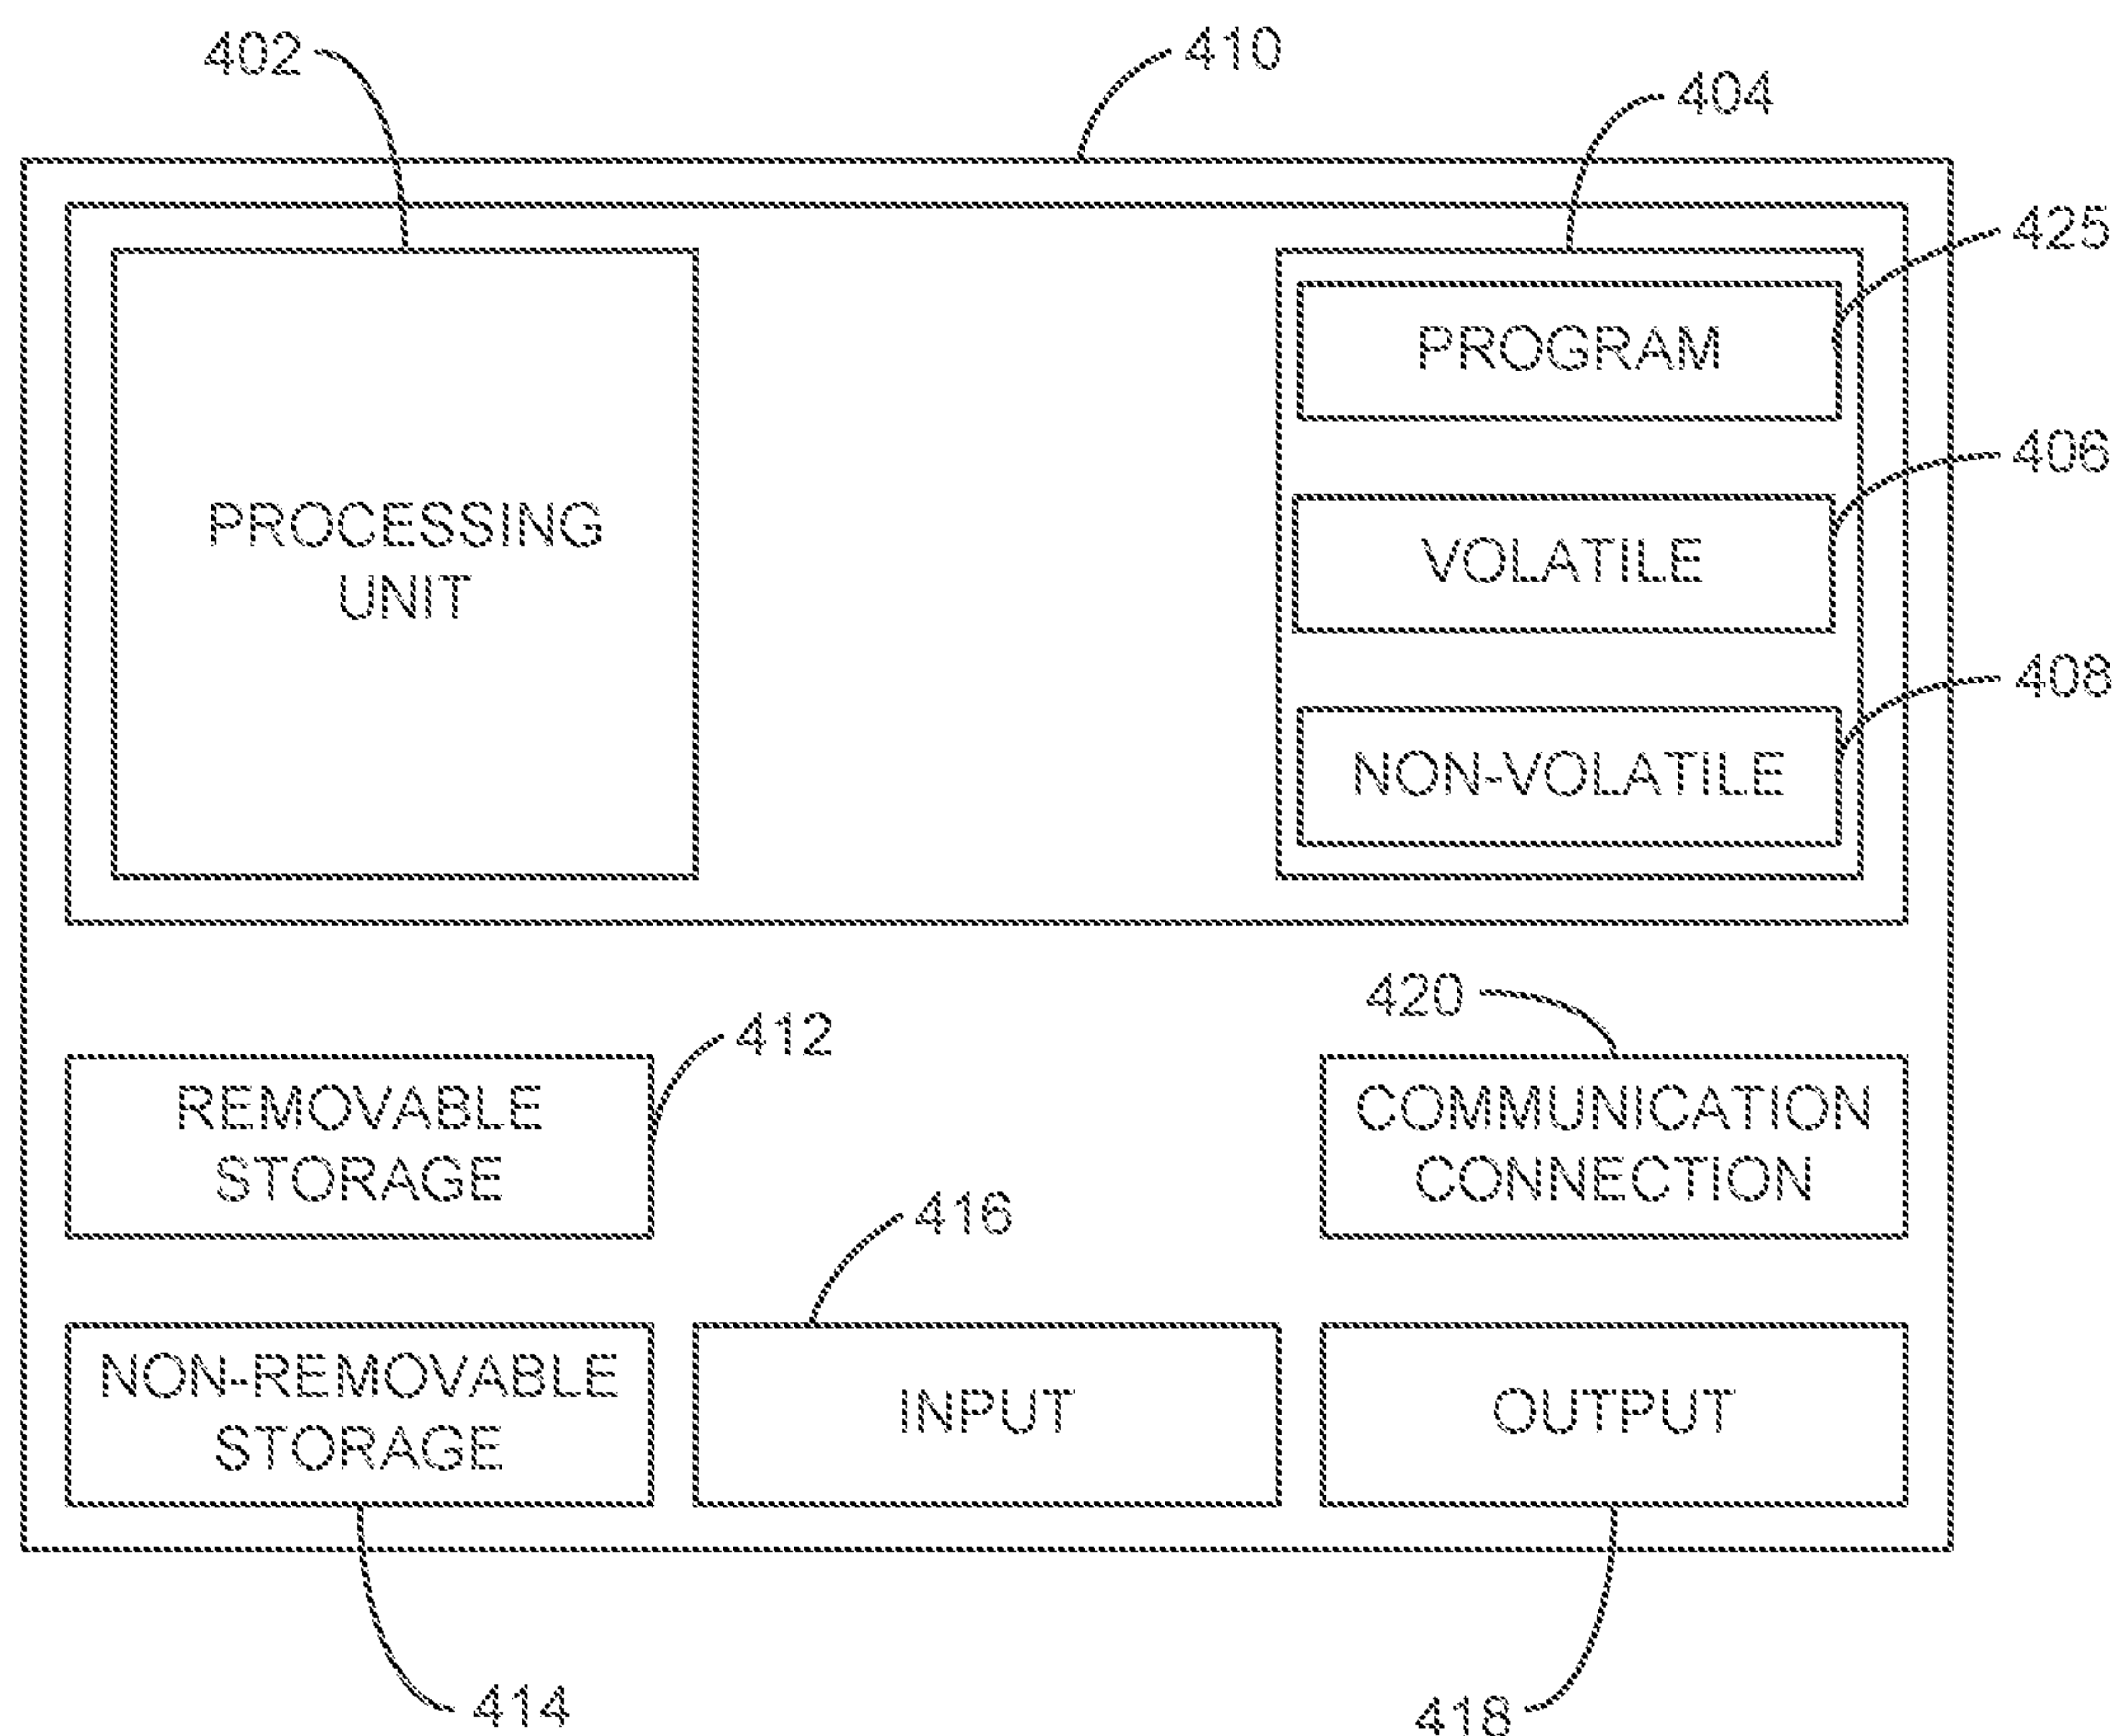 402
410
404
425
PROGRAM
406
PROCESSING
UNIT
VOLATILE
408
NON-VOLATILE
420
412
REMOVABLE
STORAGE
COMMUNICATION
CONNECTION
416
NON-REMOVABLE
STORAGE
INPUT
OUTPUT
414
418